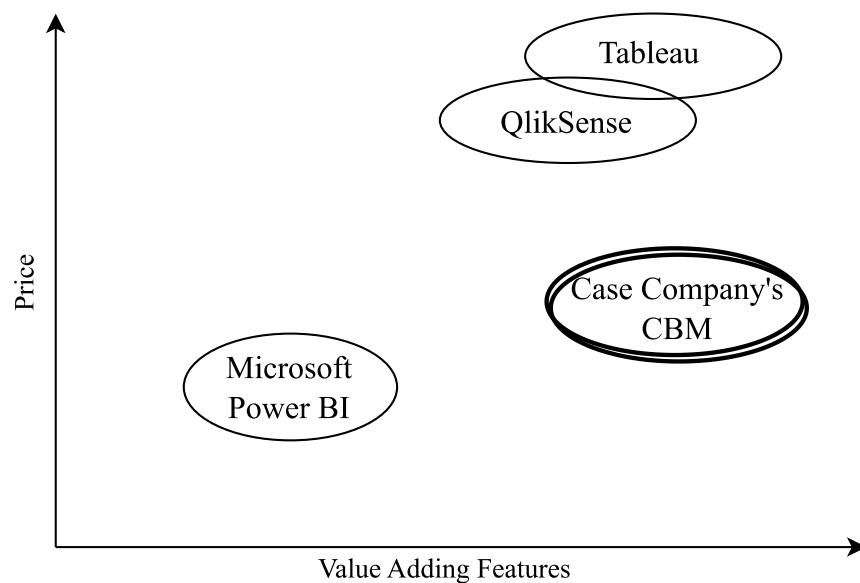 Tableau
QlikSense
Price
Case Company's
CBM
Microsoft
Power BI
Value Adding Features